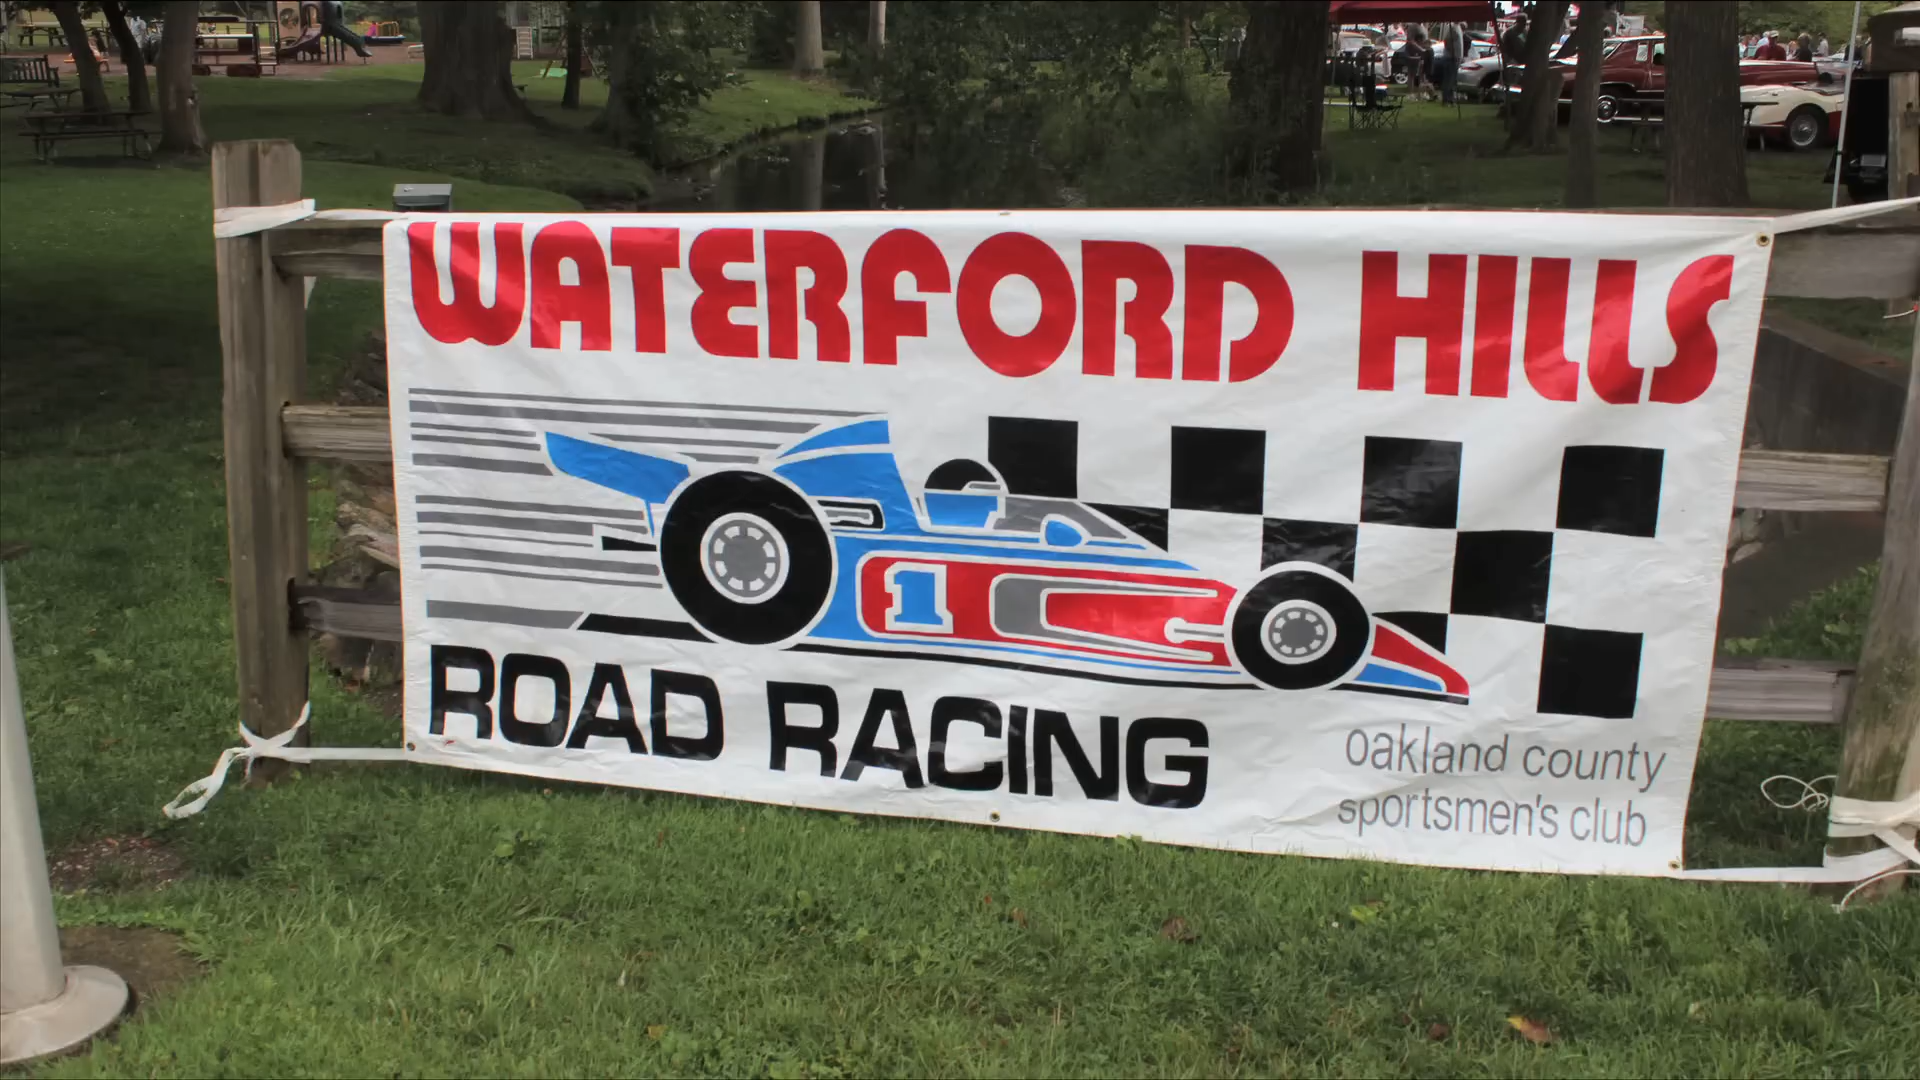 WATERFORD HILLS
1
ROAD RACING
oakland county
sportsmen's club